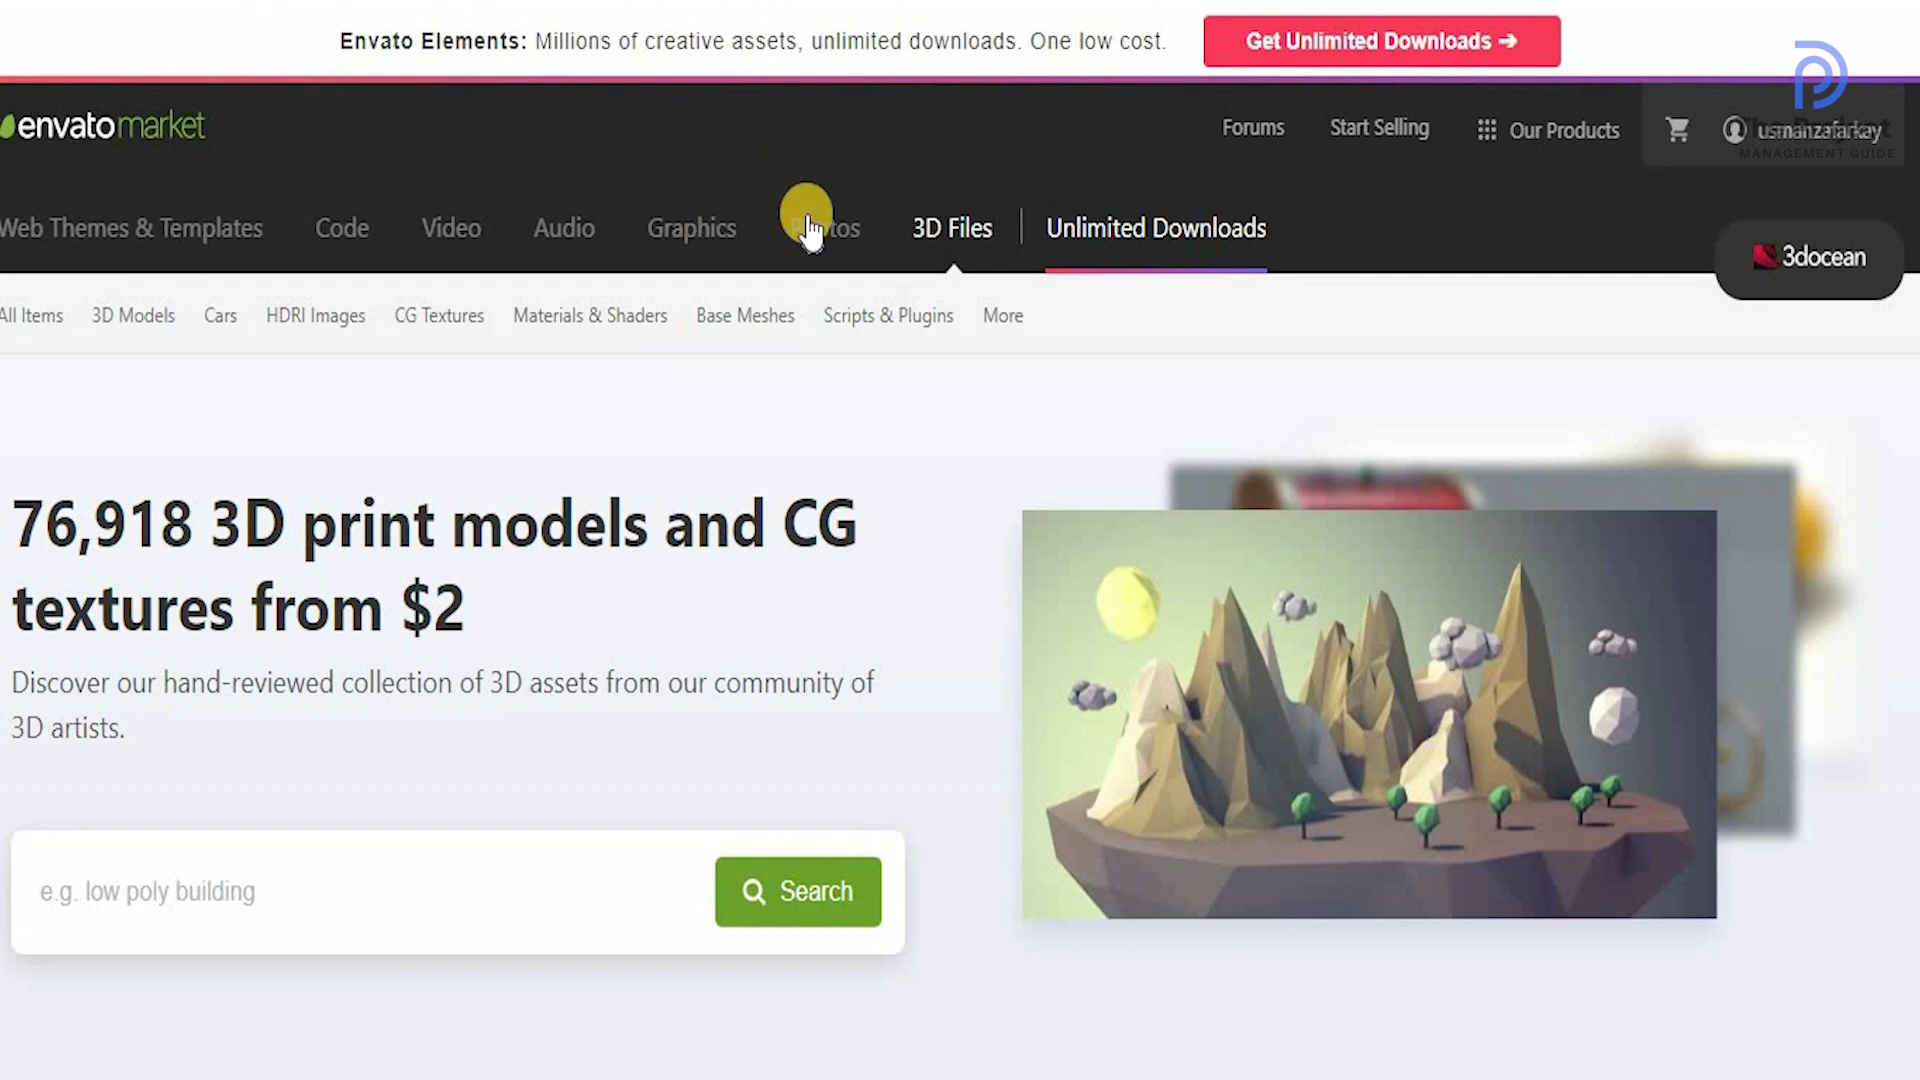 Envato Elements: Millions of creative assets, unlimited downloads. One low cost.
Get Unlimited Downloads →
envato market
Forums
Start Selling
Our Products
usmanzafarkay
MANAGEMENT GUIDE
Web Themes & Templates
Code
Video
Audio
Graphics
Photos
3D Files
Unlimited Downloads
3docean
All Items
3D Models
Cars
HDRI Images
CG Textures
Materials & Shaders
Base Meshes
Scripts & Plugins
More
76,918 3D print models and CG
textures from $2
Discover our hand-reviewed collection of 3D assets from our community of
3D artists.
e.g. low poly building
Search